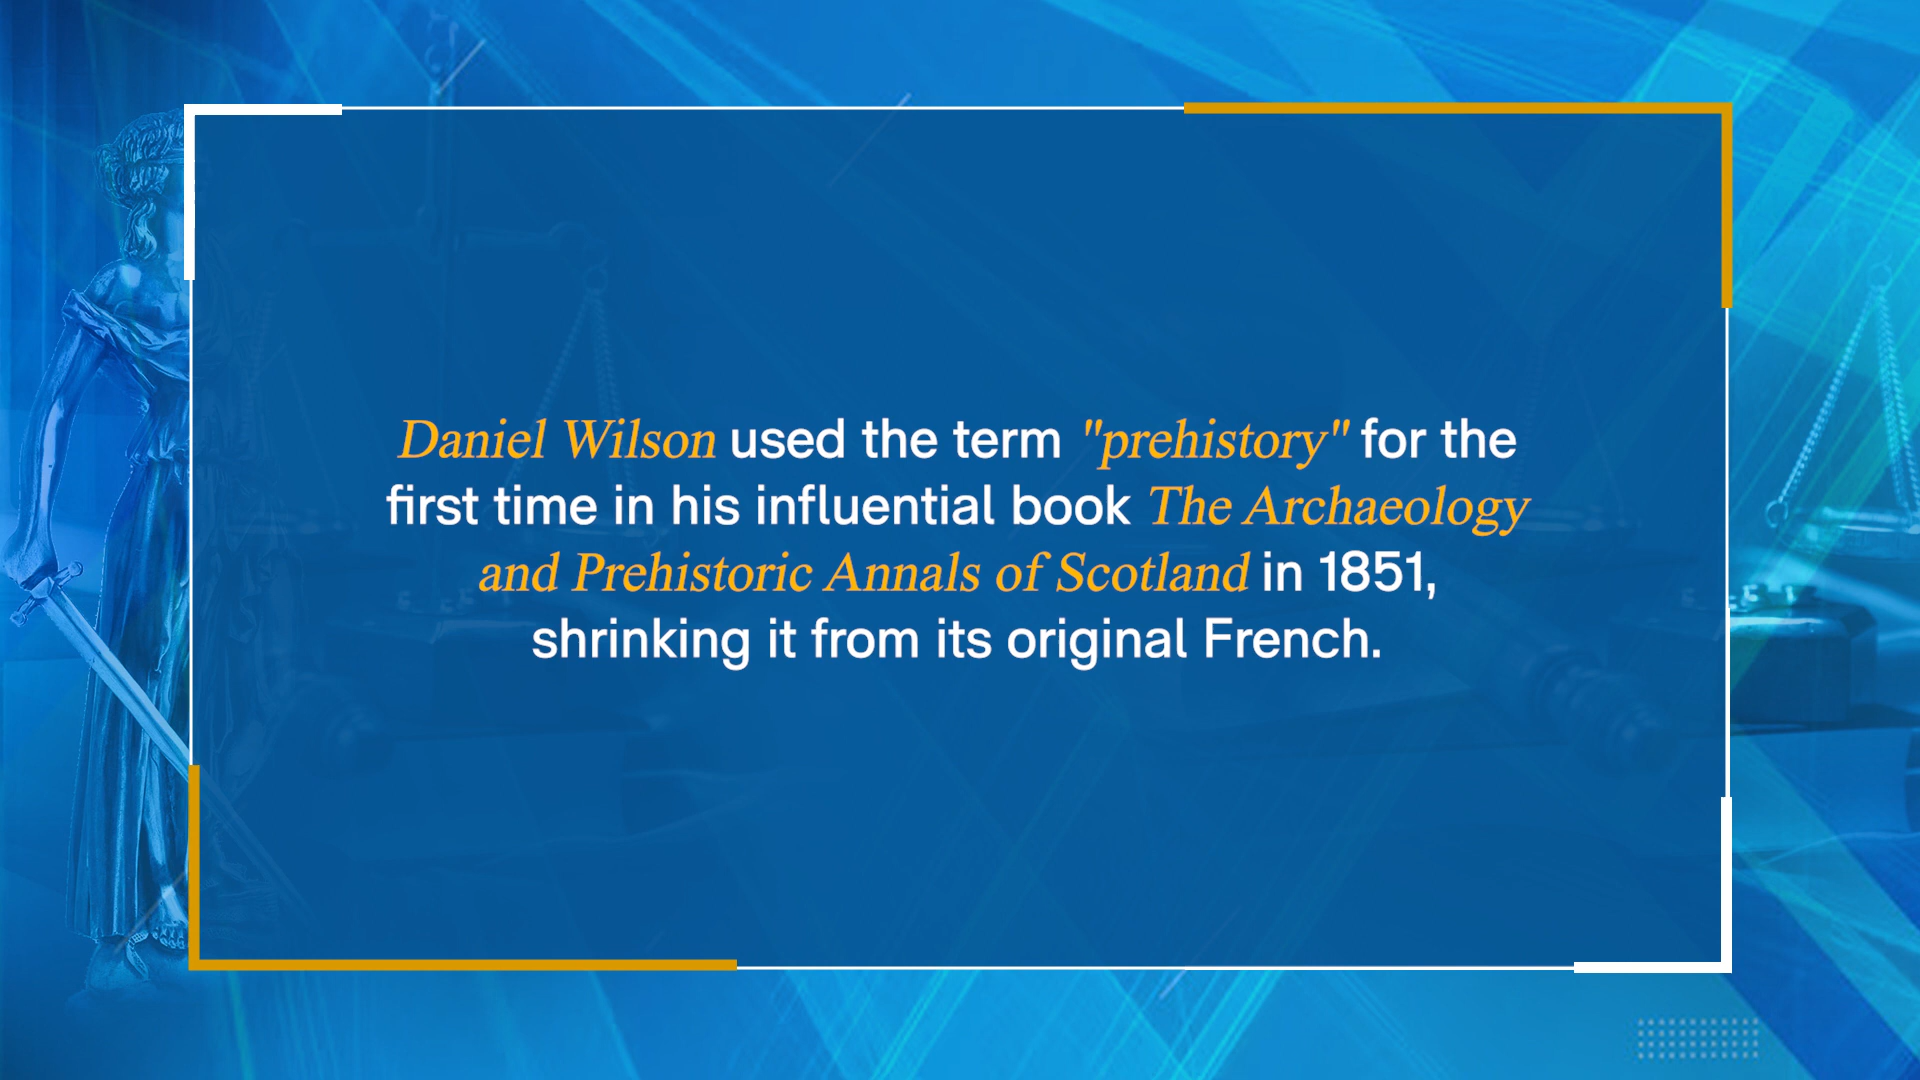 Daniel Wilson used the term "prehistory" for the
first time in his influential book The Archaeology
and Prehistoric Annals of Scotland in 1851,
shrinking it from its original French.